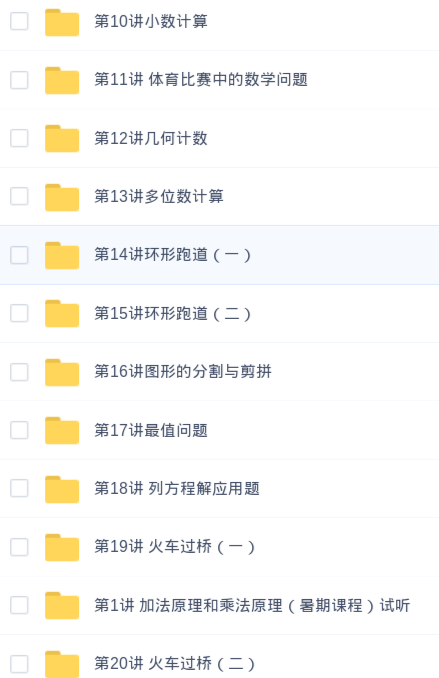 第10讲小数计算
第11讲 体育比赛中的数学问题
第12讲几何计数
第13讲多位数计算
第14讲环形跑道（一）
第15讲环形跑道（二）
第16讲图形的分割与剪拼
第17讲最值问题
第18讲 列方程解应用题
第19讲 火车过桥（一）
第1讲 加法原理和乘法原理（暑期课程）试听
第20讲 火车过桥（二）